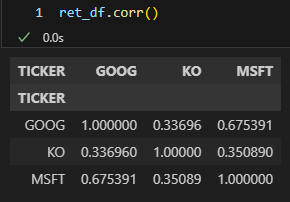 1 ret_df.corr()
✓ 0.0s
TICKER GOOG KO MSFT
TICKER
GOOG 1.000000 0.33696 0.675391
KO 0.336960 1.00000 0.350890
MSFT 0.675391 0.35089 1.000000